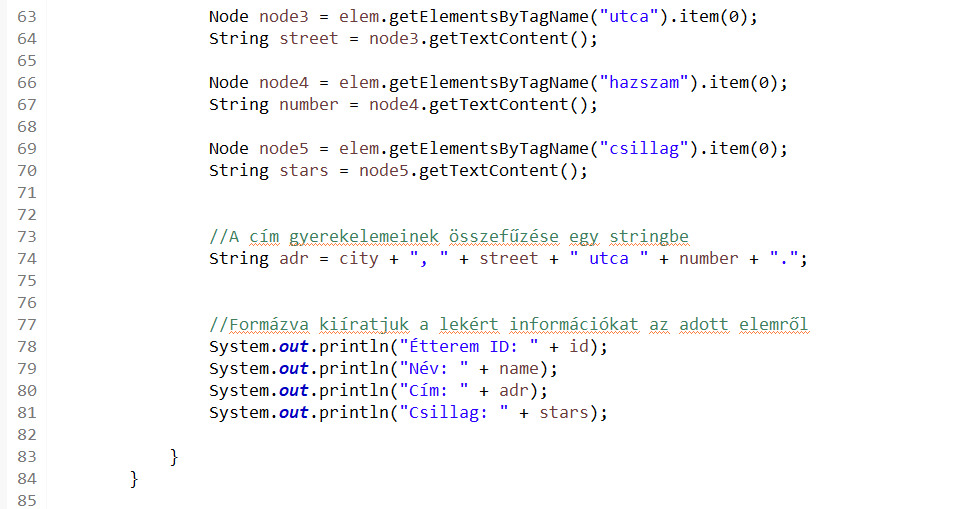 63 Node node3 = elem.getElementsByTagName("utca").item(0);
64 String street = node3.getTextContent();
65
66 Node node4 = elem.getElementsByTagName("hazszam").item(0);
67 String number = node4.getTextContent();
68
69 Node node5 = elem.getElementsByTagName("csillag").item(0);
70 String stars = node5.getTextContent();
71
72
73 //A cím gyerekelemeinek összefűzése egy stringbe
74 String adr = city + ", " + street + " utca " + number + ".";
75
76
77 //Formázva kiíratjuk a lekért információkat az adott elemről
78 System.out.println("Étterem ID: " + id);
79 System.out.println("Név: " + name);
80 System.out.println("Cím: " + adr);
81 System.out.println("Csillag: " + stars);
82
83 }
84 }
85